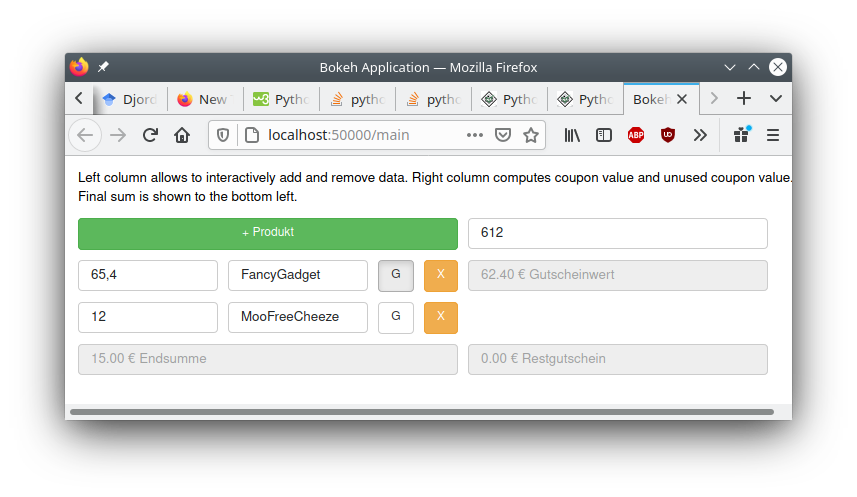 Bokeh Application — Mozilla Firefox
Djord New Pytho pytho pytho Pytho Pytho Bokeh
localhost:50000/main ABP
Left column allows to interactively add and remove data. Right column computes coupon value and unused coupon value.
Final sum is shown to the bottom left.
+ Produkt 612
65,4 FancyGadget G X 62.40 € Gutscheinwert
12 MooFreeCheeze G X
15.00 € Endsumme 0.00 € Restgutschein